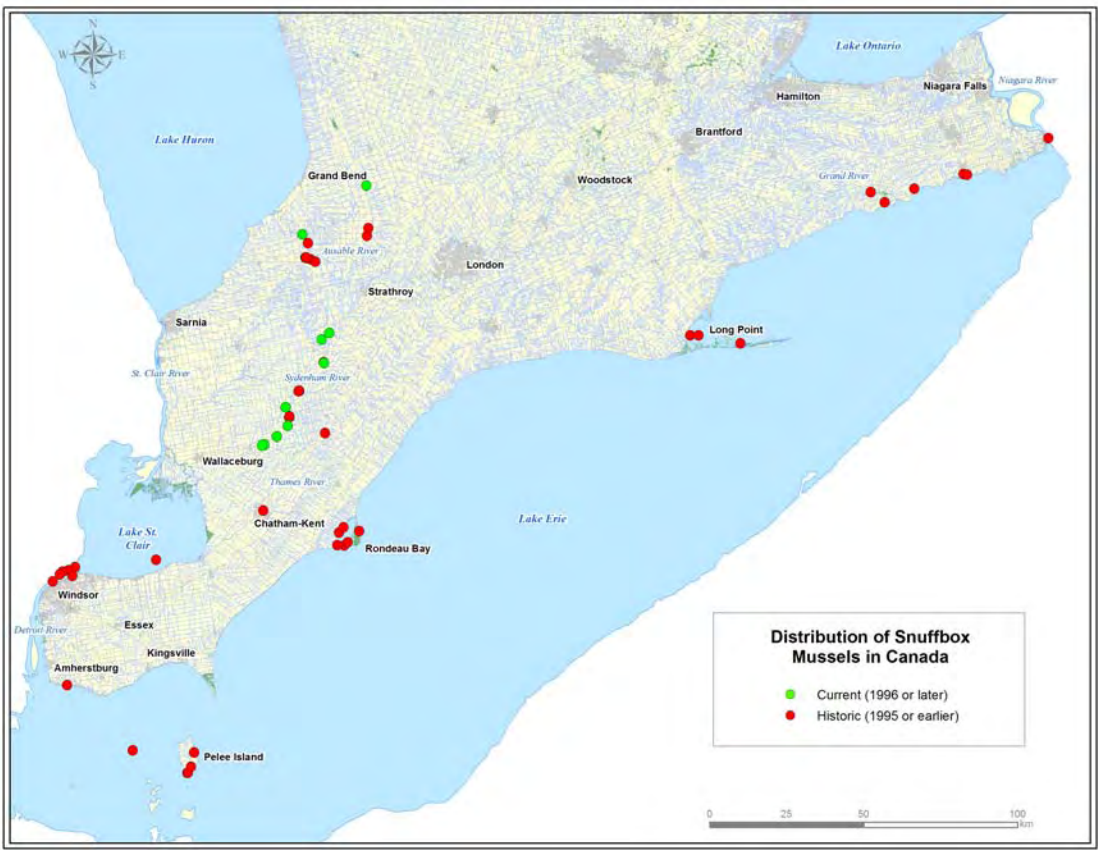 N
W
E
S
Lake Ontario
Niagara River
Niagara Falls
Hamilton
Lake Huron
Brantford
Grand Bend
Woodstock
Grand River
Ausable River
London
Strathroy
Sarnia
Long Point
St. Clair River
Sydenham River
Wallaceburg
Thames River
Chatham-Kent
Lake Erie
Lake St.
Clair
Rondeau Bay
Windsor
Essex
Detroit River
Kingsville
Amherstburg
Pelee Island
Distribution of Snuffbox
Mussels in Canada
Current (1996 or later)
Historic (1995 or earlier)
0 25 50 100
km